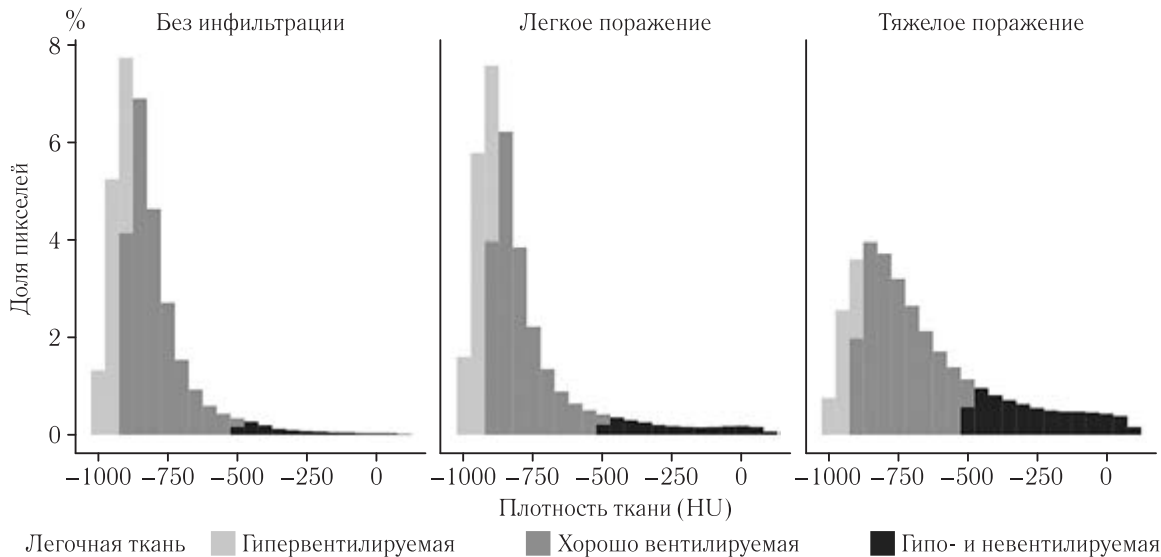 % Без инфильтрации Легкое поражение Тяжелое поражение
8
6
4
2
0
Доля пикселей
−1000 −750 −500 −250 0 −1000 −750 −500 −250 0 −1000 −750 −500 −250 0
Плотность ткани (HU)
Легочная ткань Гипервентилируемая Хорошо вентилируемая Гипо- и невентилируемая